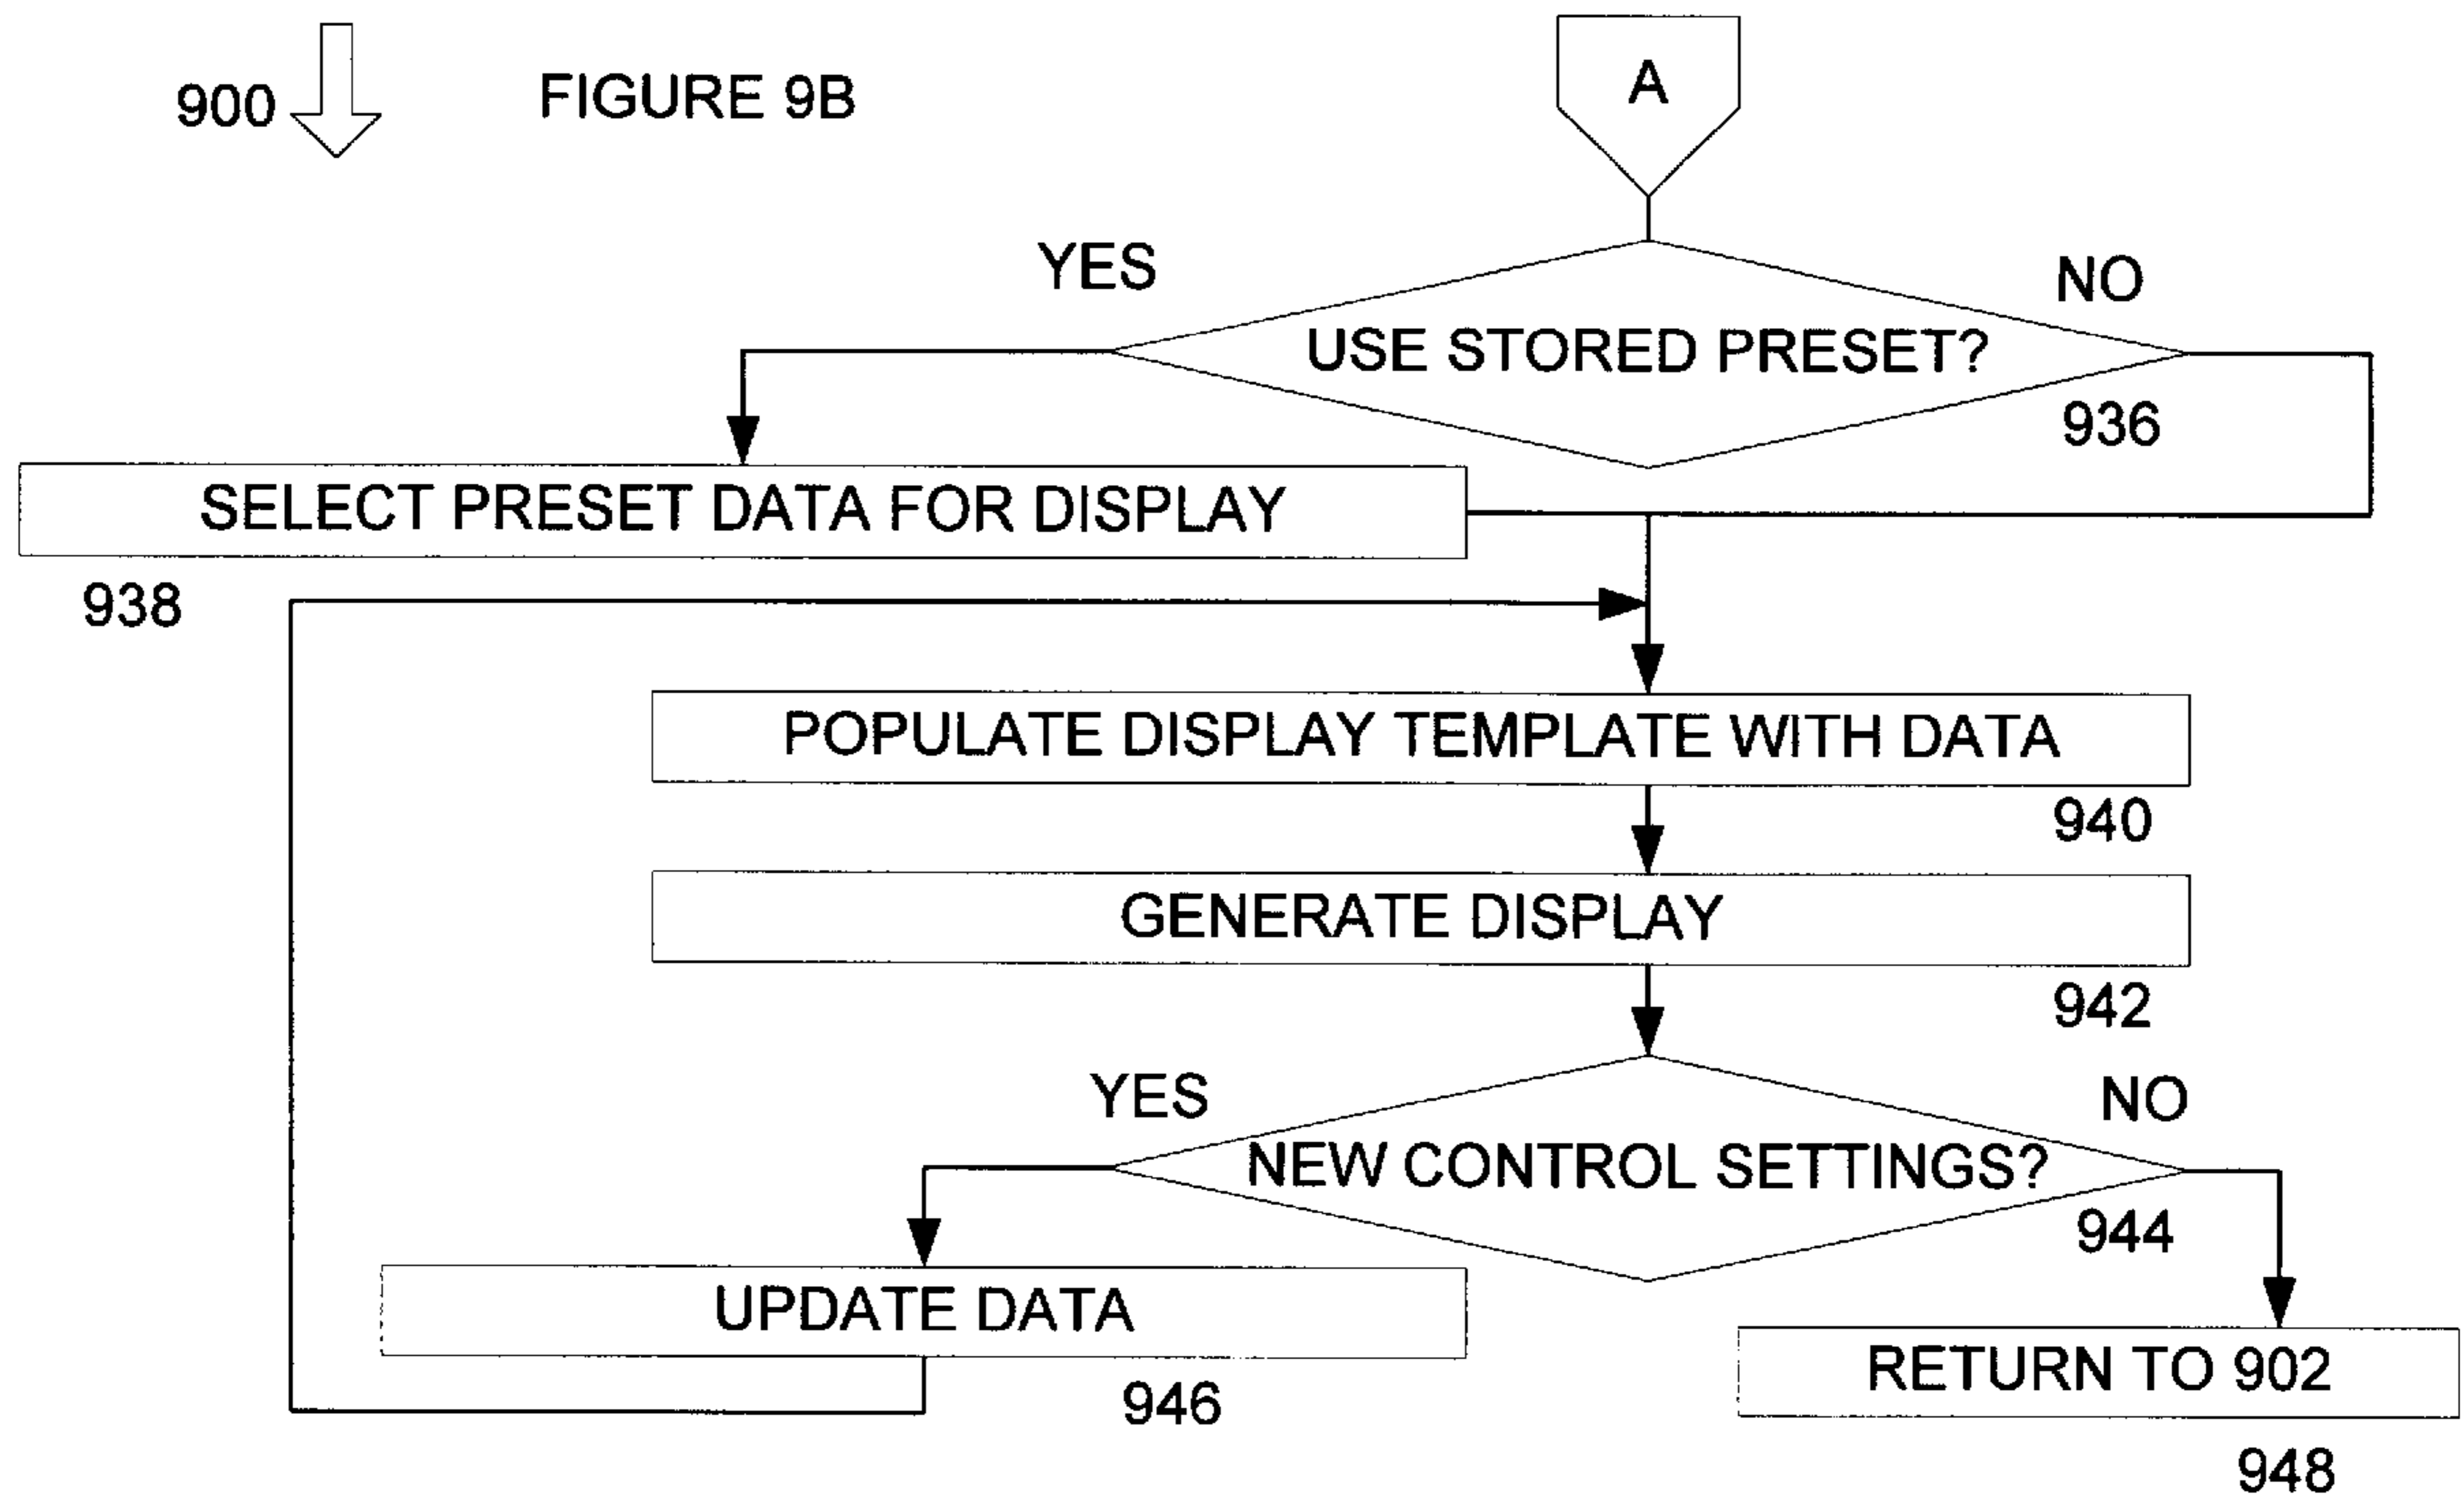 900
FIGURE 9B
A
YES
NO
USE STORED PRESET?
936
SELECT PRESET DATA FOR DISPLAY
938
POPULATE DISPLAY TEMPLATE WITH DATA
940
GENERATE DISPLAY
942
YES
NO
NEW CONTROL SETTINGS?
944
UPDATE DATA
946
RETURN TO 902
948